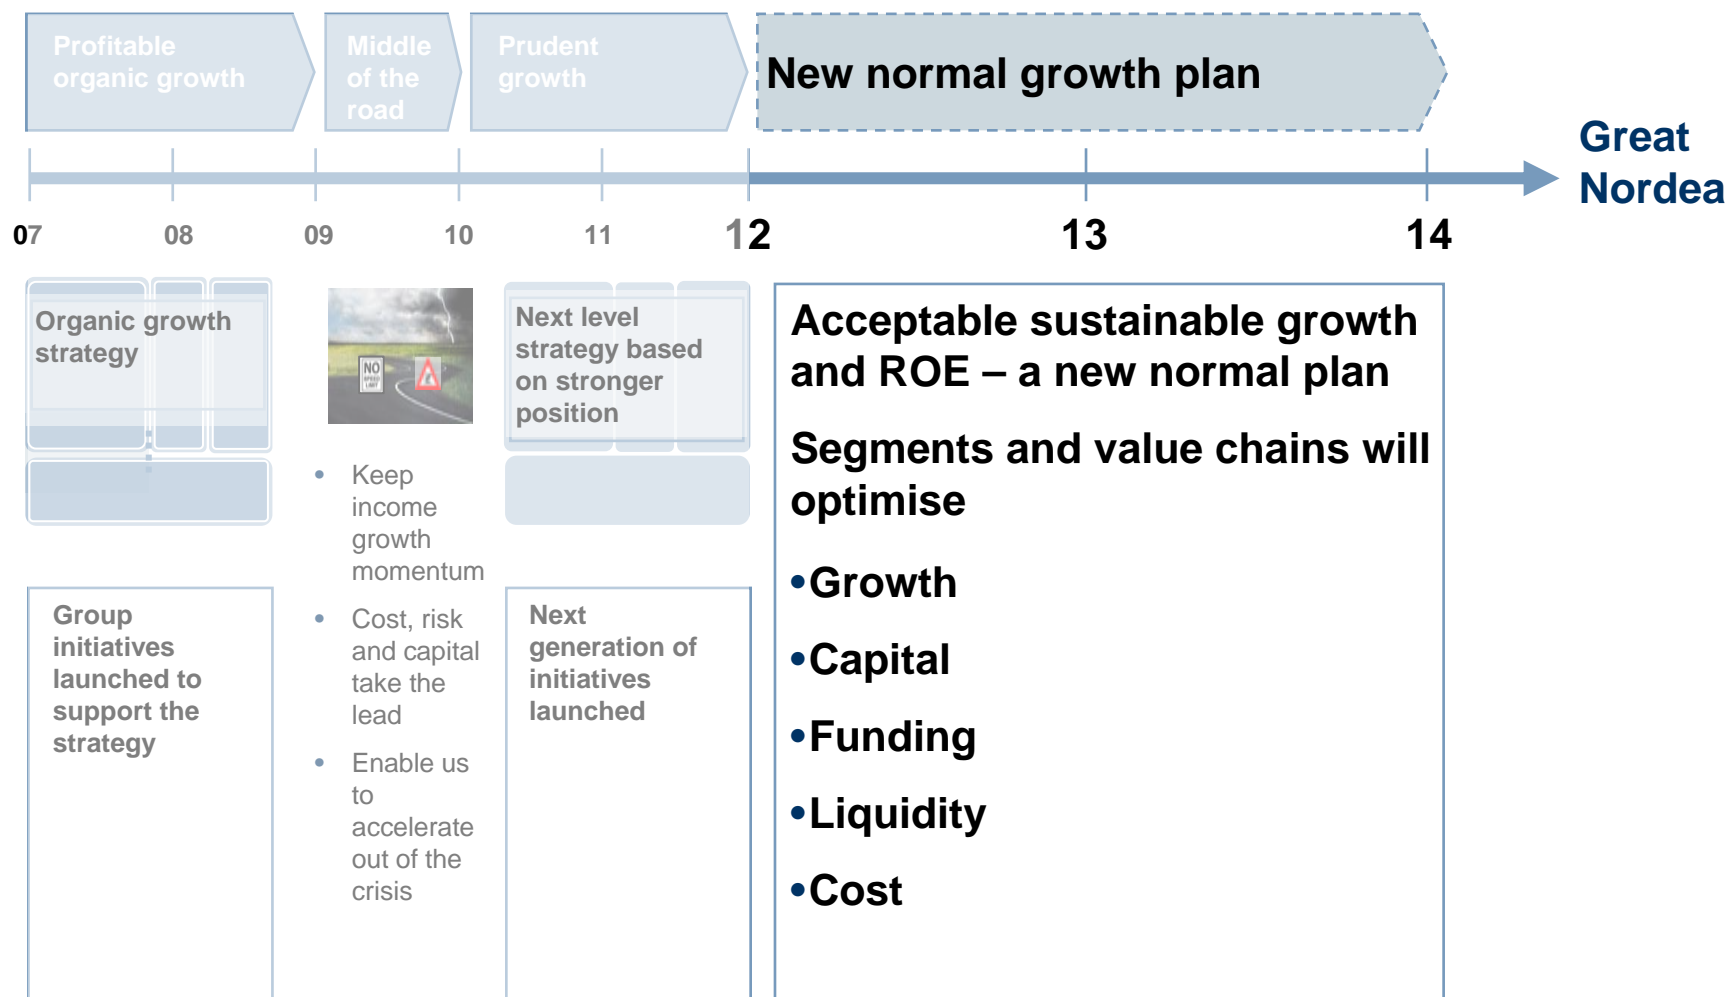 Profitable
organic growth
Middle
of the
road
Prudent
growth
New normal growth plan
Great
Nordea
07
08
09
10
11
12
13
14
Organic growth
strategy
NO
SPEED
LIMIT
Next level
strategy based
on stronger
position
Acceptable sustainable growth
and ROE – a new normal plan
Segments and value chains will
optimise
•Growth
•Capital
•Funding
•Liquidity
•Cost
• Keep
income
growth
momentum
• Cost, risk
and capital
take the
lead
• Enable us
to
accelerate
out of the
crisis
Group
initiatives
launched to
support the
strategy
Next
generation of
initiatives
launched